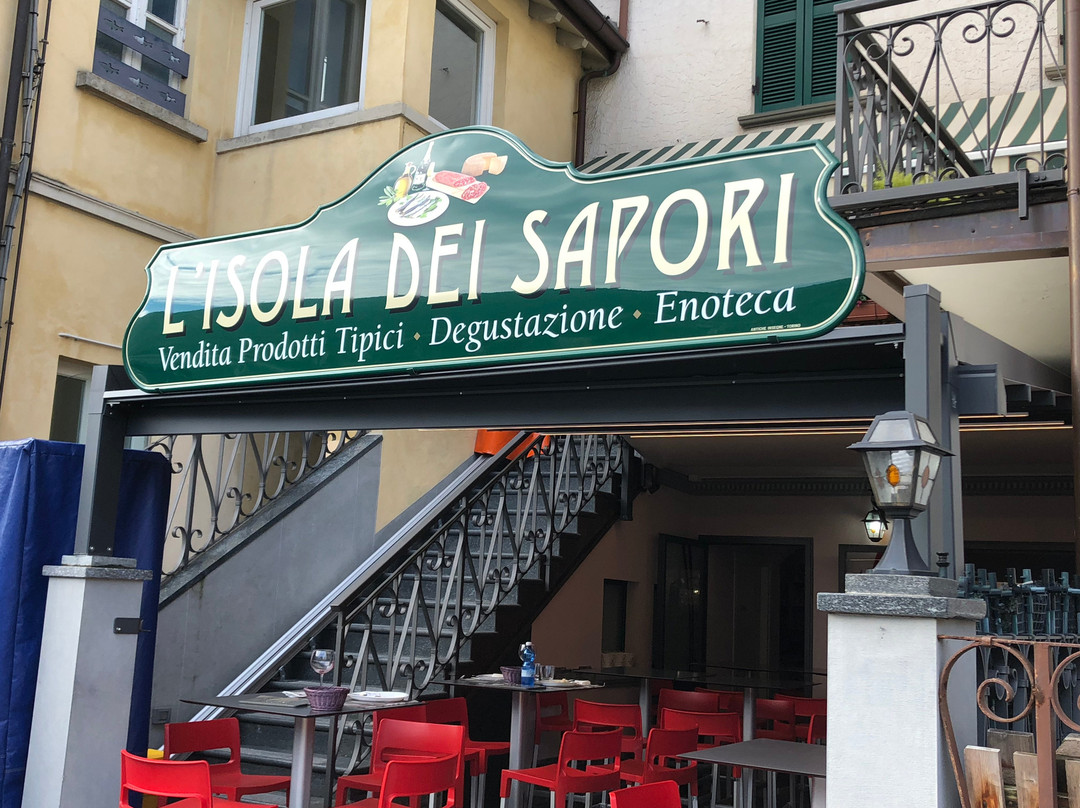 L'ISOLA DEI SAPORI
Vendita Prodotti Tipici · Degustazione · Enoteca